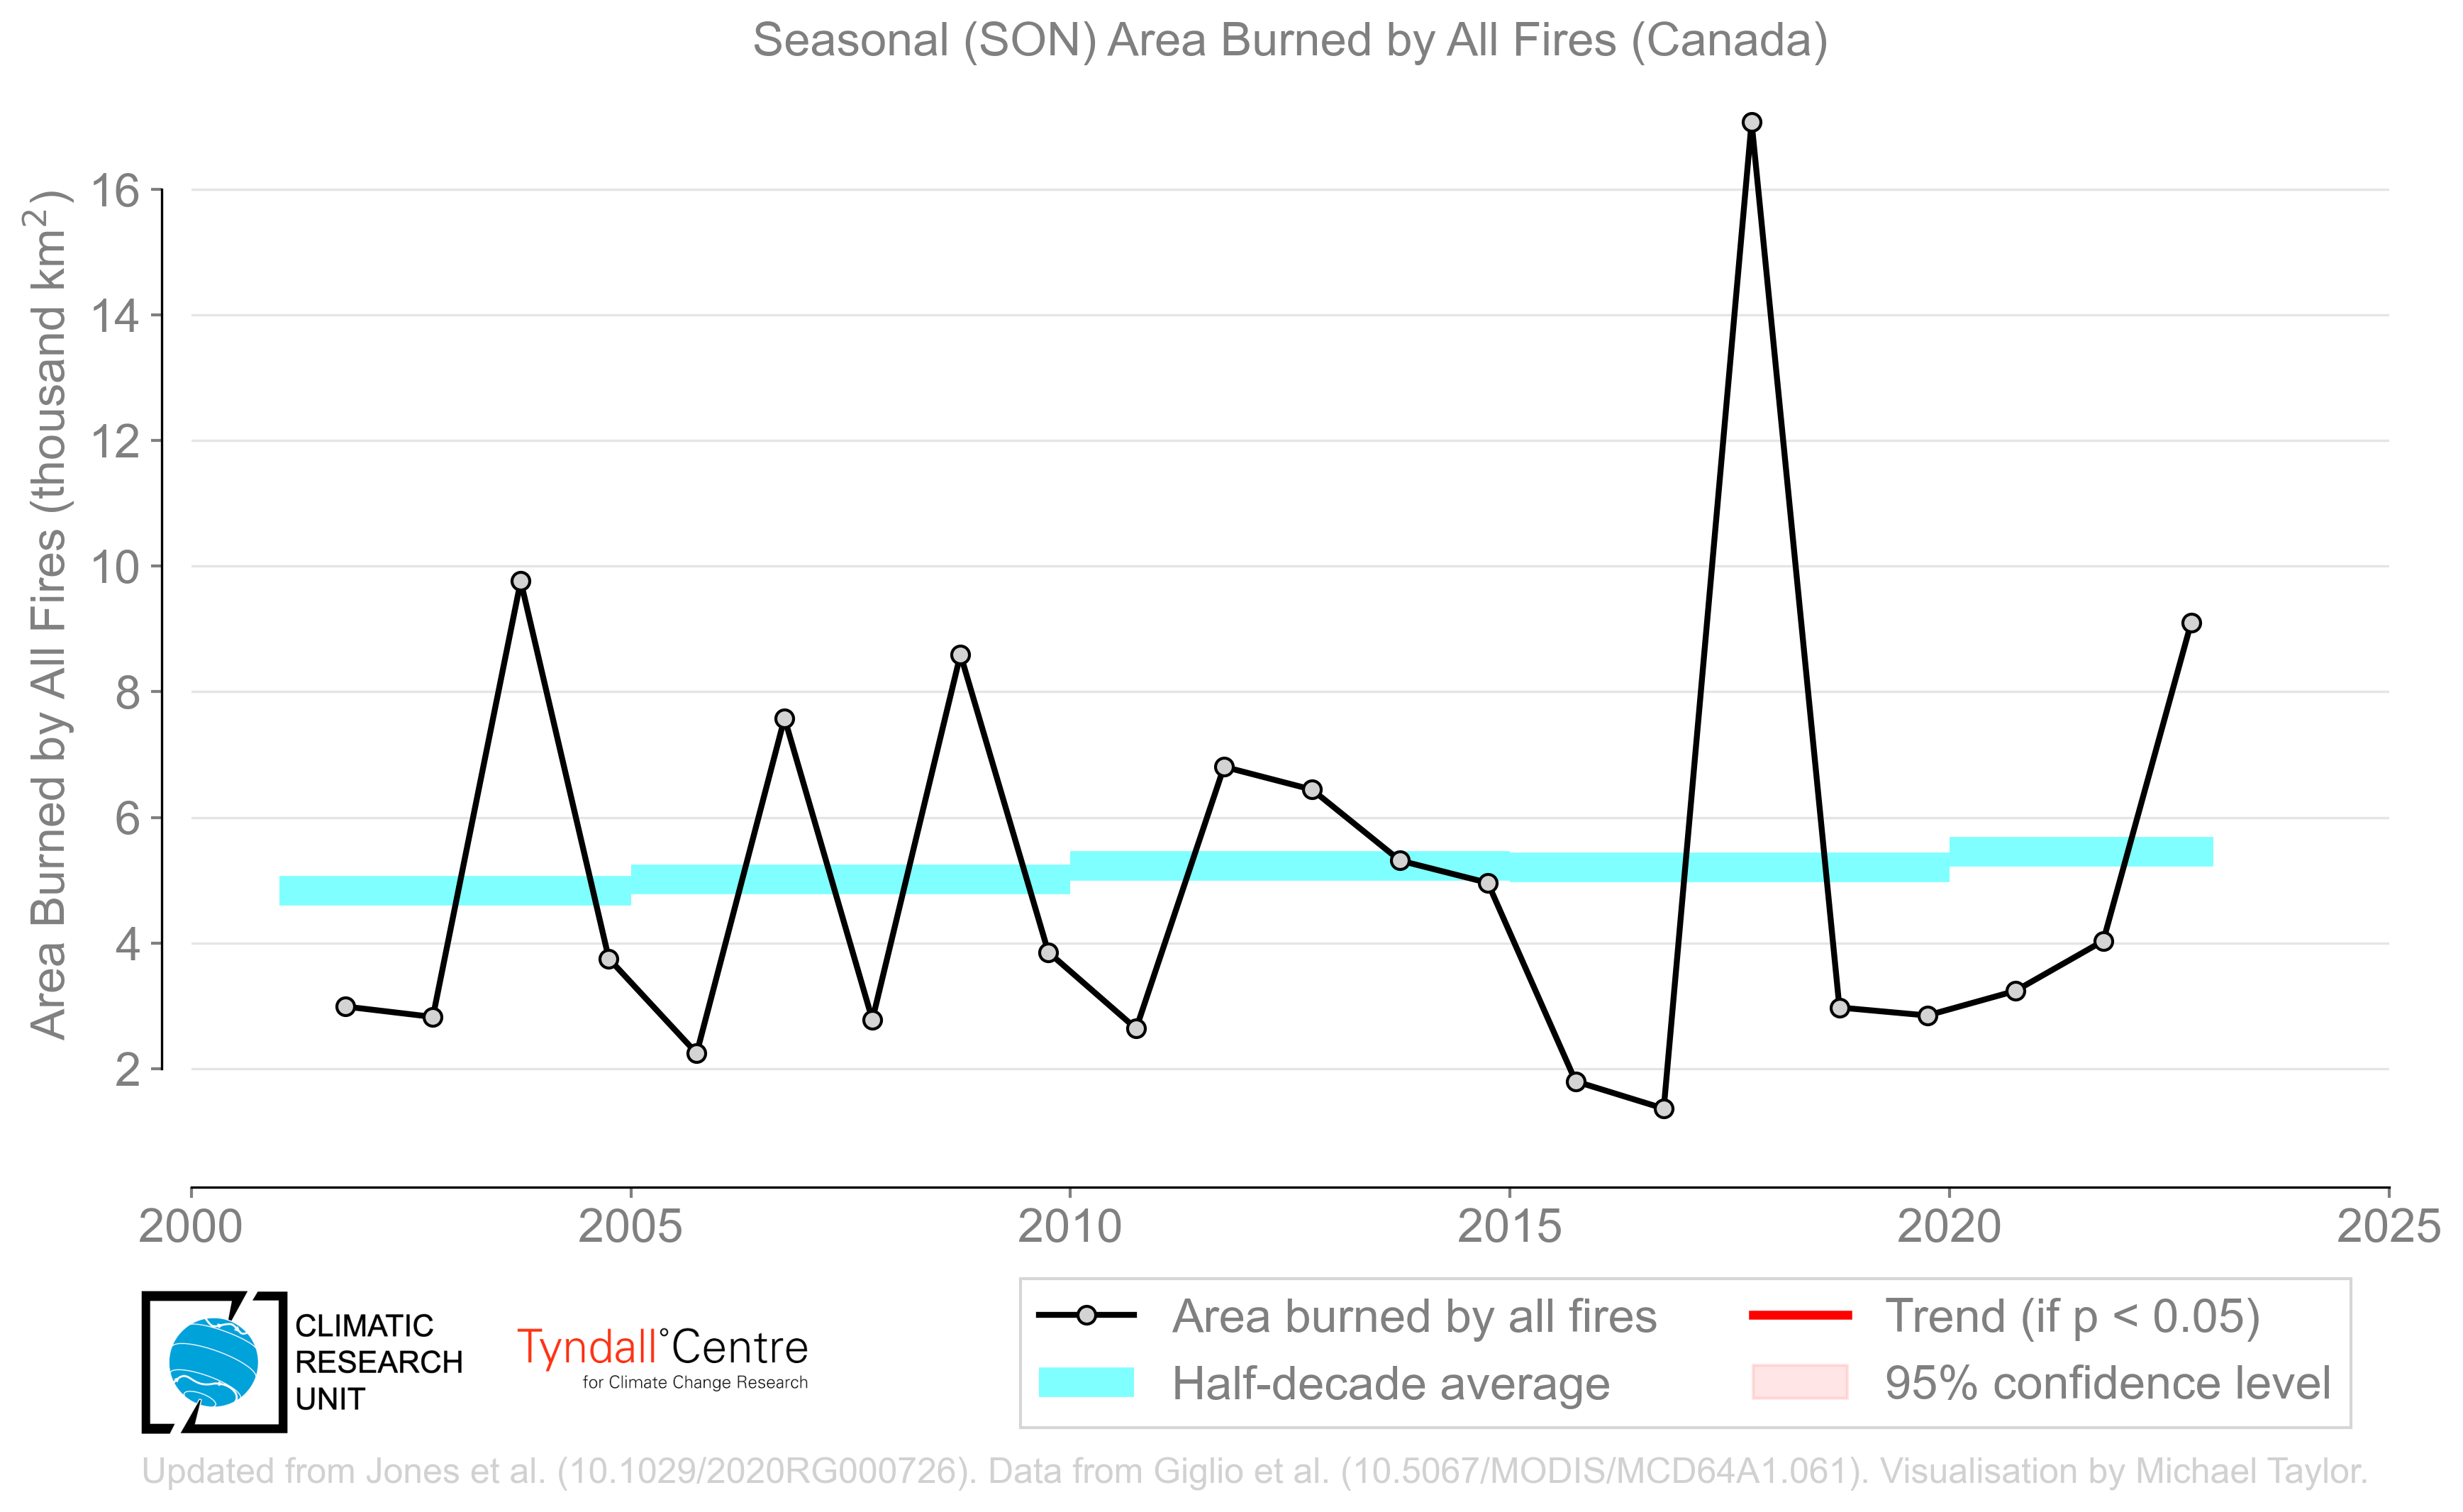 Seasonal (SON) Area Burned by All Fires (Canada)
Area Burned by All Fires (thousand km²)
16
14
12
10
8
6
4
2
2000 2005 2010 2015 2020 2025
CLIMATIC
RESEARCH
UNIT
Tyndall°Centre
for Climate Change Research
Area burned by all fires
Half-decade average
Trend (if p < 0.05)
95% confidence level
Updated from Jones et al. (10.1029/2020RG000726). Data from Giglio et al. (10.5067/MODIS/MCD64A1.061). Visualisation by Michael Taylor.